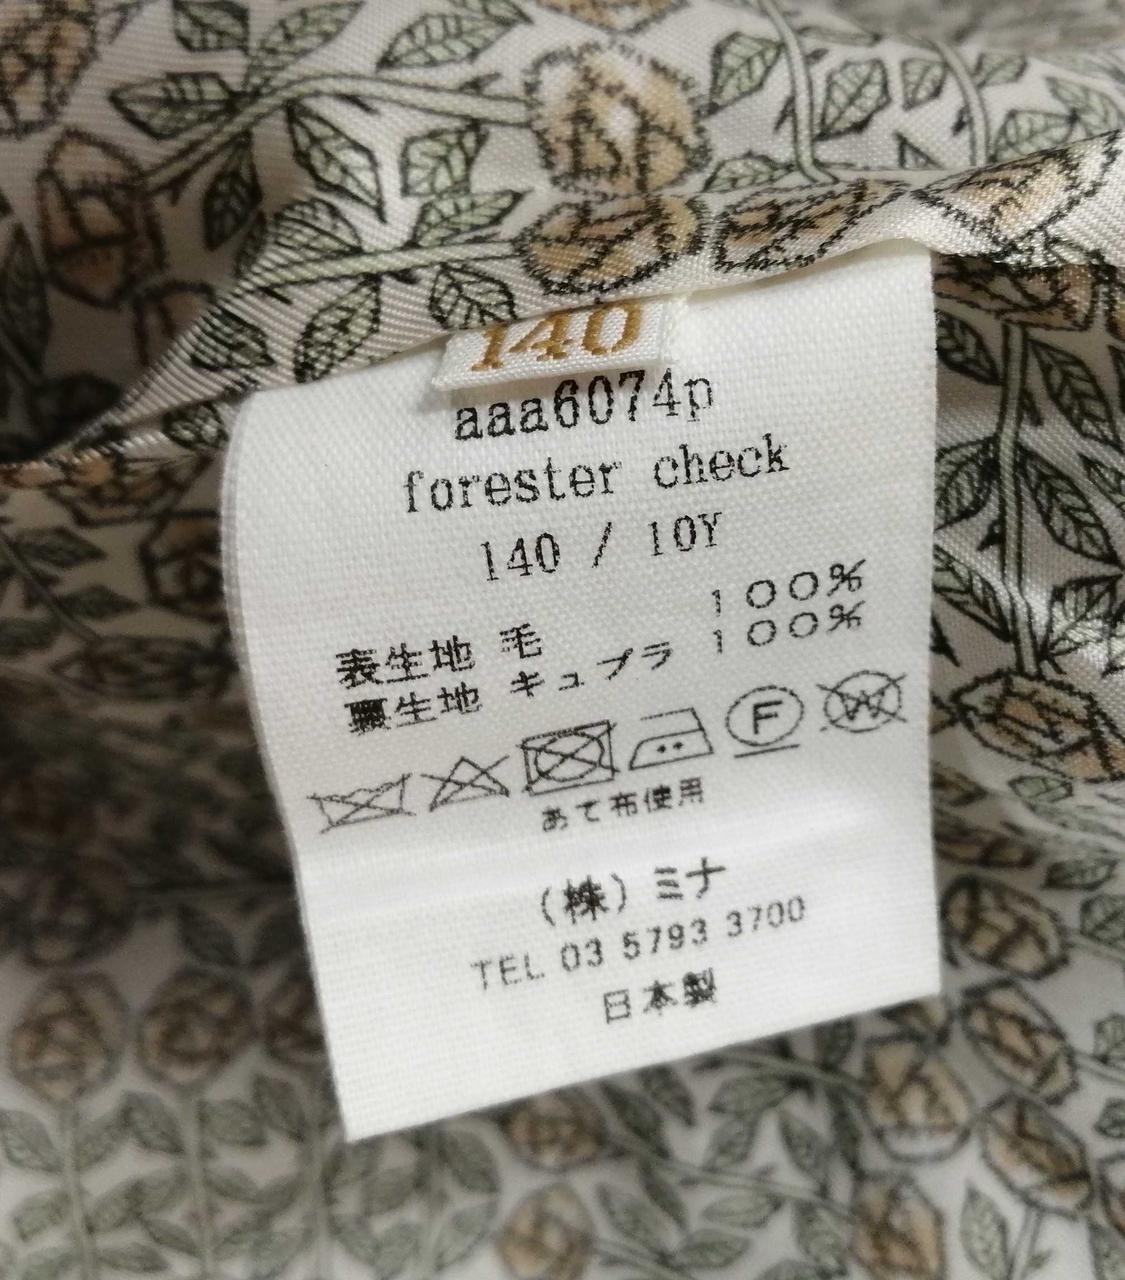 140
aaa6074p
forester check
140 / 10Y
表生地 毛 100%
裏生地 キュプラ 100%
F W
あて布使用
(株)ミナ
TEL 03 5793 3700
日本製